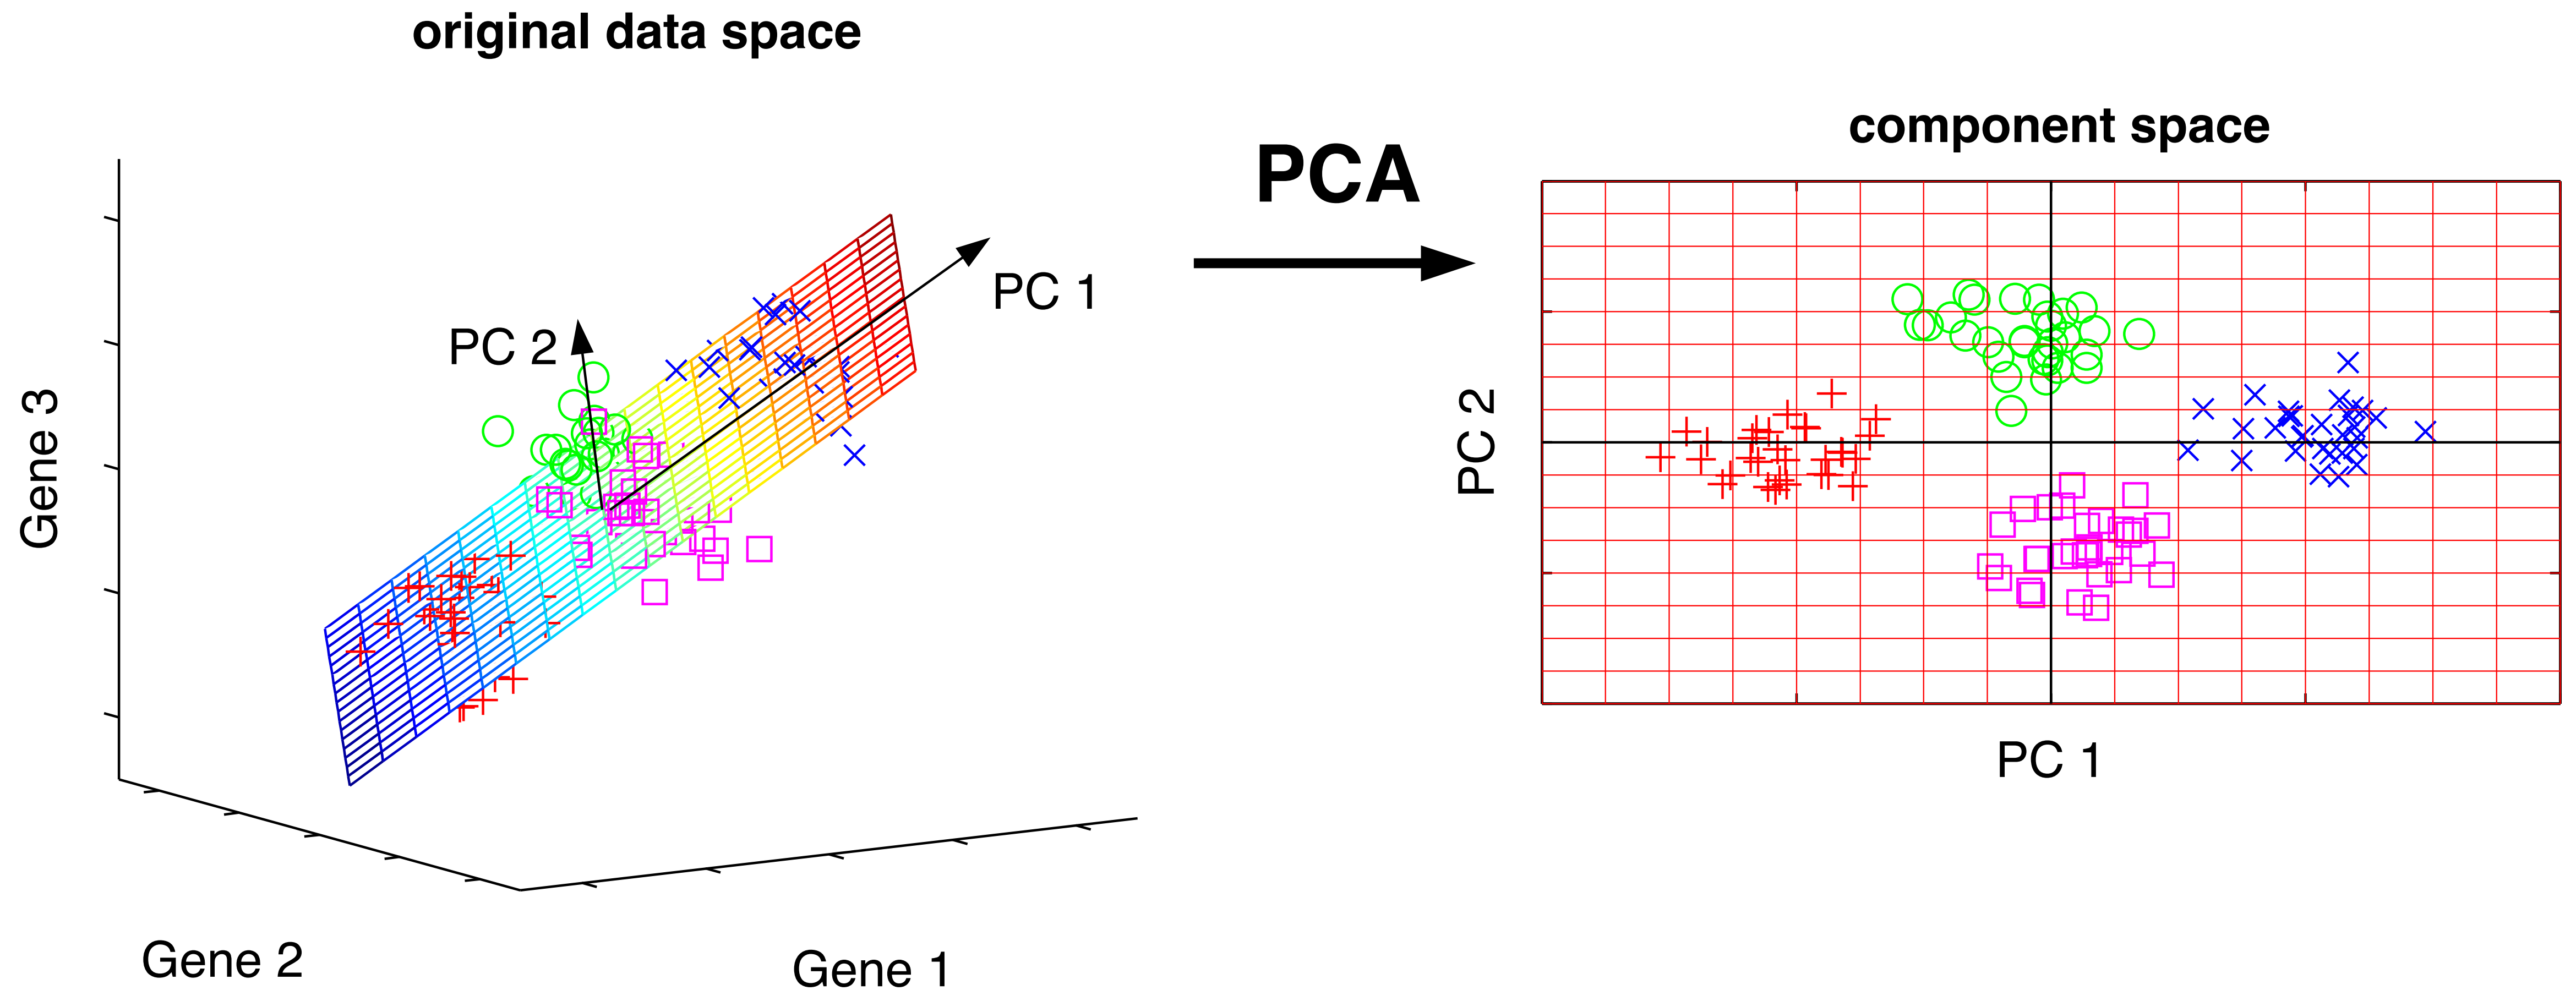 original data space
component space
PCA
PC 1
PC 2
Gene 3
Gene 2
Gene 1
PC 2
PC 1